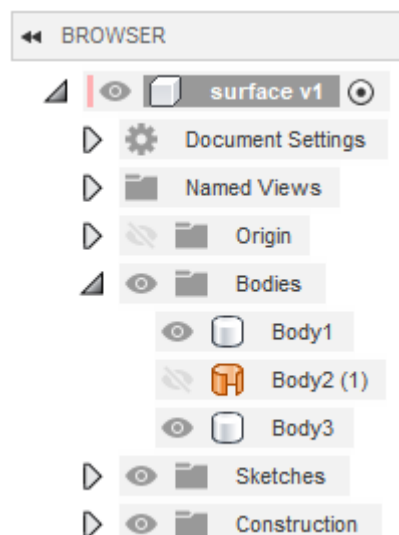 BROWSER
surface v1
Document Settings
Named Views
Origin
Bodies
Body1
Body2 (1)
Body3
Sketches
Construction